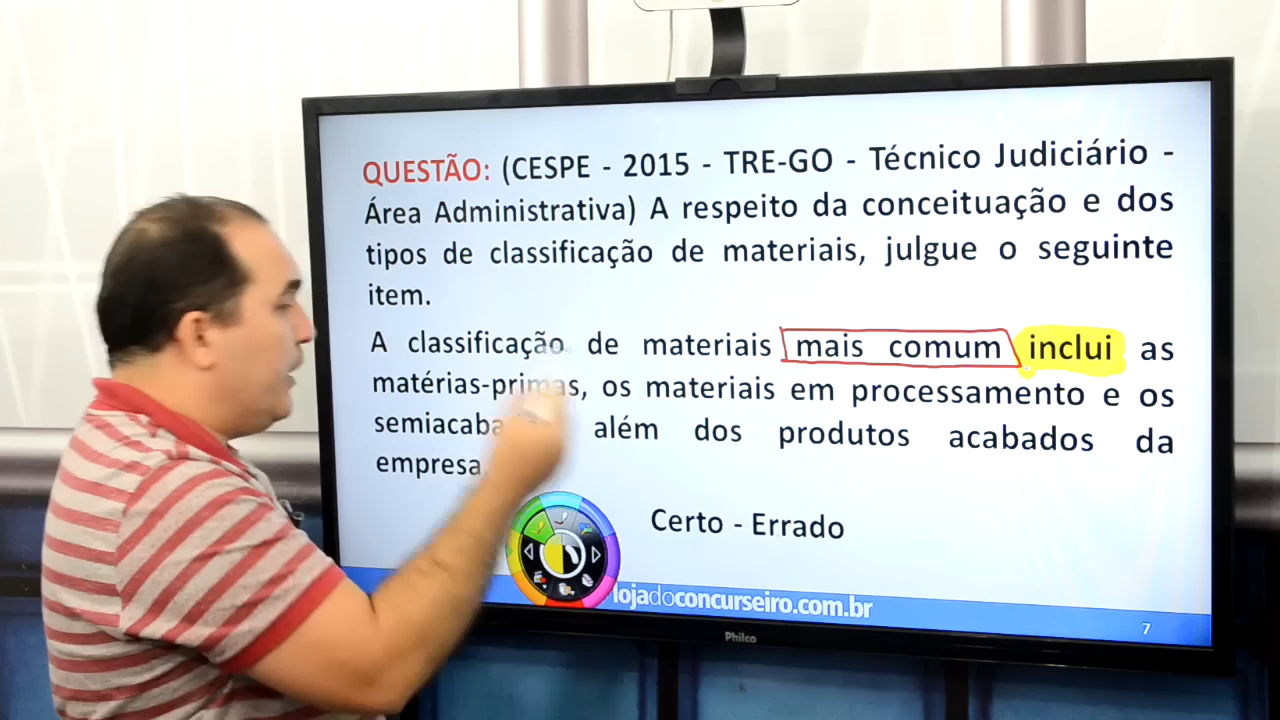 QUESTÃO: (CESPE - 2015 - TRE-GO - Técnico Judiciário -
Área Administrativa) A respeito da conceituação e dos
tipos de classificação de materiais, julgue o seguinte
item.
A classificação de materiais mais comum inclui as
matérias-primas, os materiais em processamento e os
além dos produtos acabados da
empresa.
Certo - Errado
lojadoconcurseiro.com.br
7
Philco